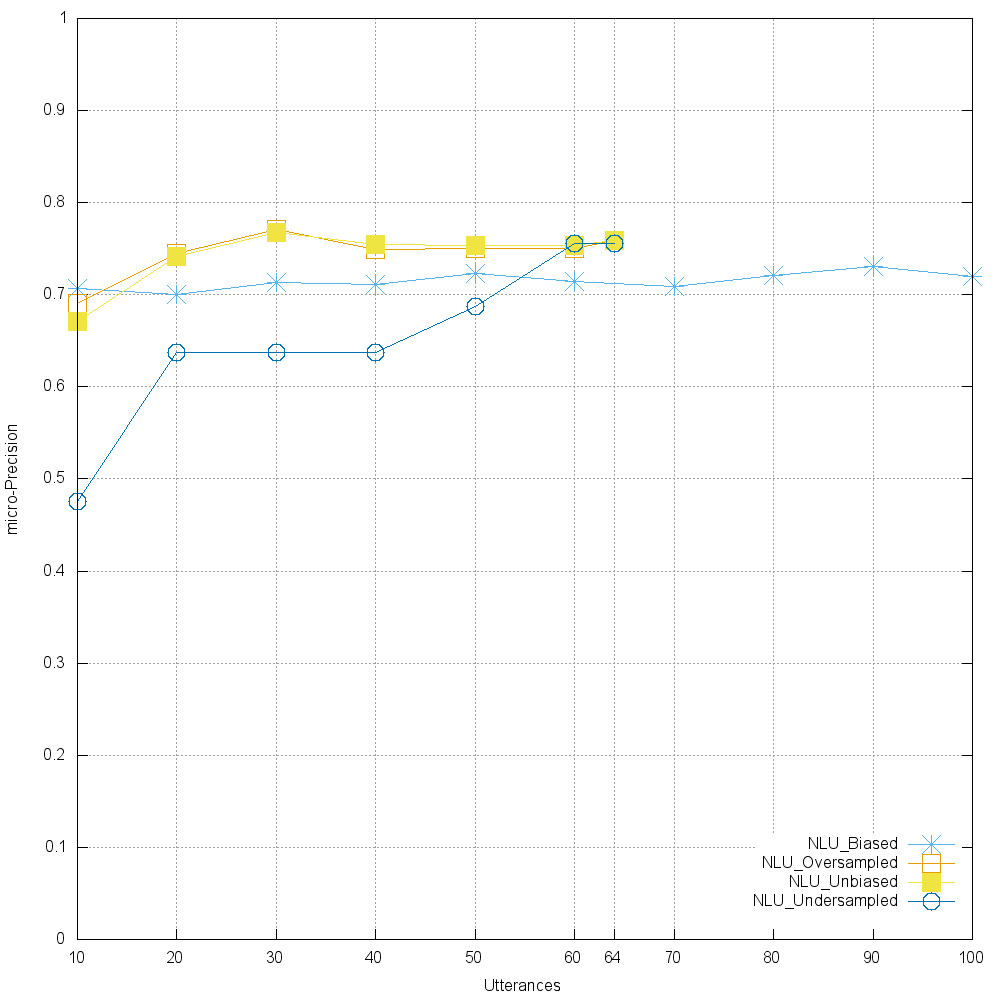 1
0.9
0.8
0.7
0.6
0.5
0.4
0.3
0.2
0.1
0
micro-Precision
10 20 30 40 50 60 64 70 80 90 100
Utterances
NLU_Biased
NLU_Oversampled
NLU_Unbiased
NLU_Undersampled